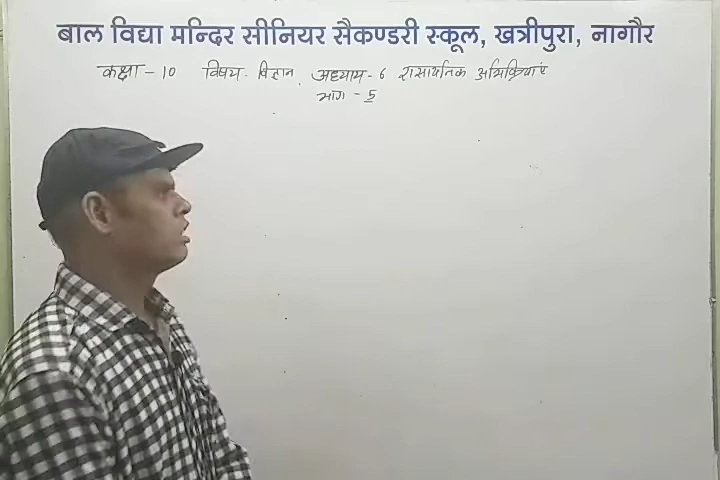 बाल विद्या मन्दिर सीनियर सैकण्डरी स्कूल, खत्रीपुरा, नागौर
कक्षा - 10 विषय - विज्ञान, अध्याय - 6 रासायनिक अभिक्रियाएं
भाग - 5